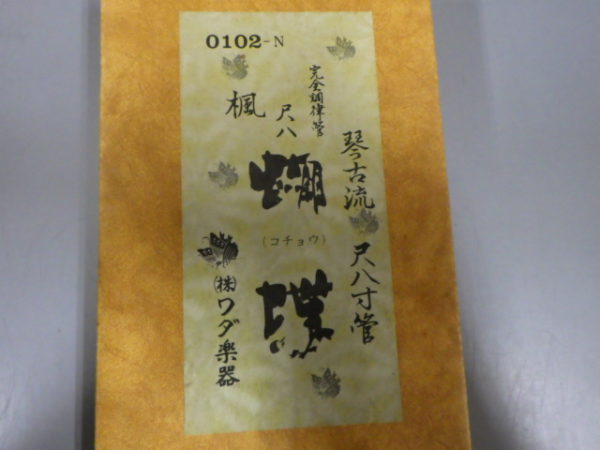 0102-N
琴古流 尺八寸管
完全調律管
尺八
胡蝶
(コチョウ)
楓
㈱ワダ楽器